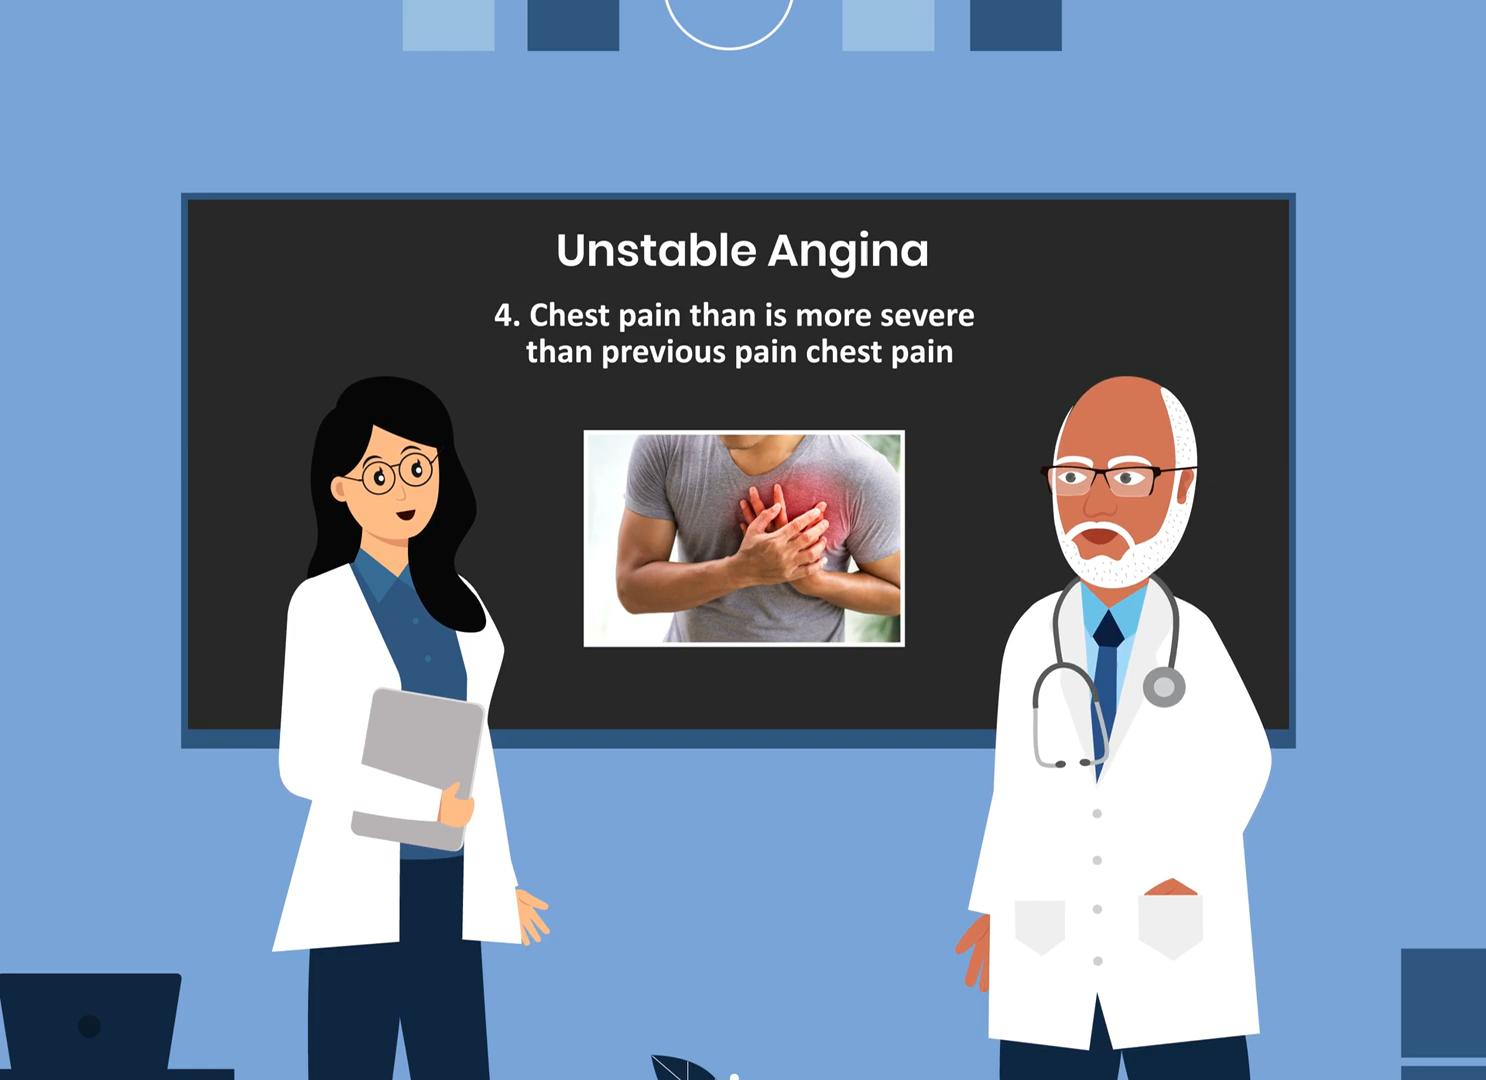 Unstable Angina
4. Chest pain than is more severe
than previous pain chest pain